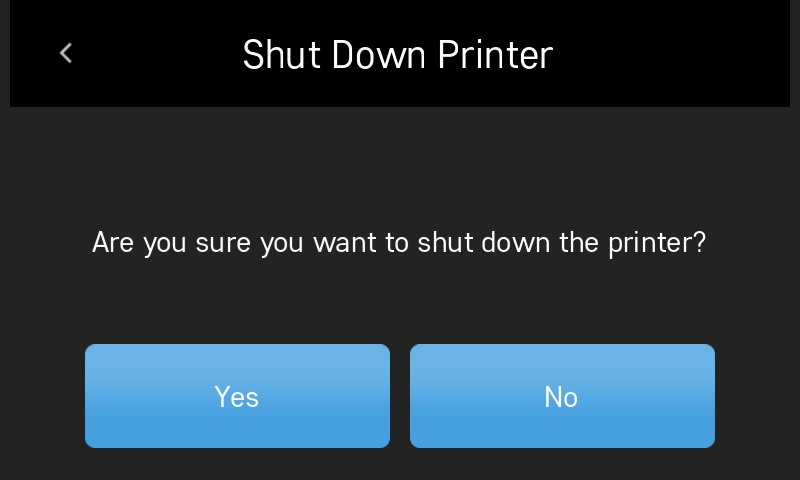 Shut Down Printer
Are you sure you want to shut down the printer?
Yes
No